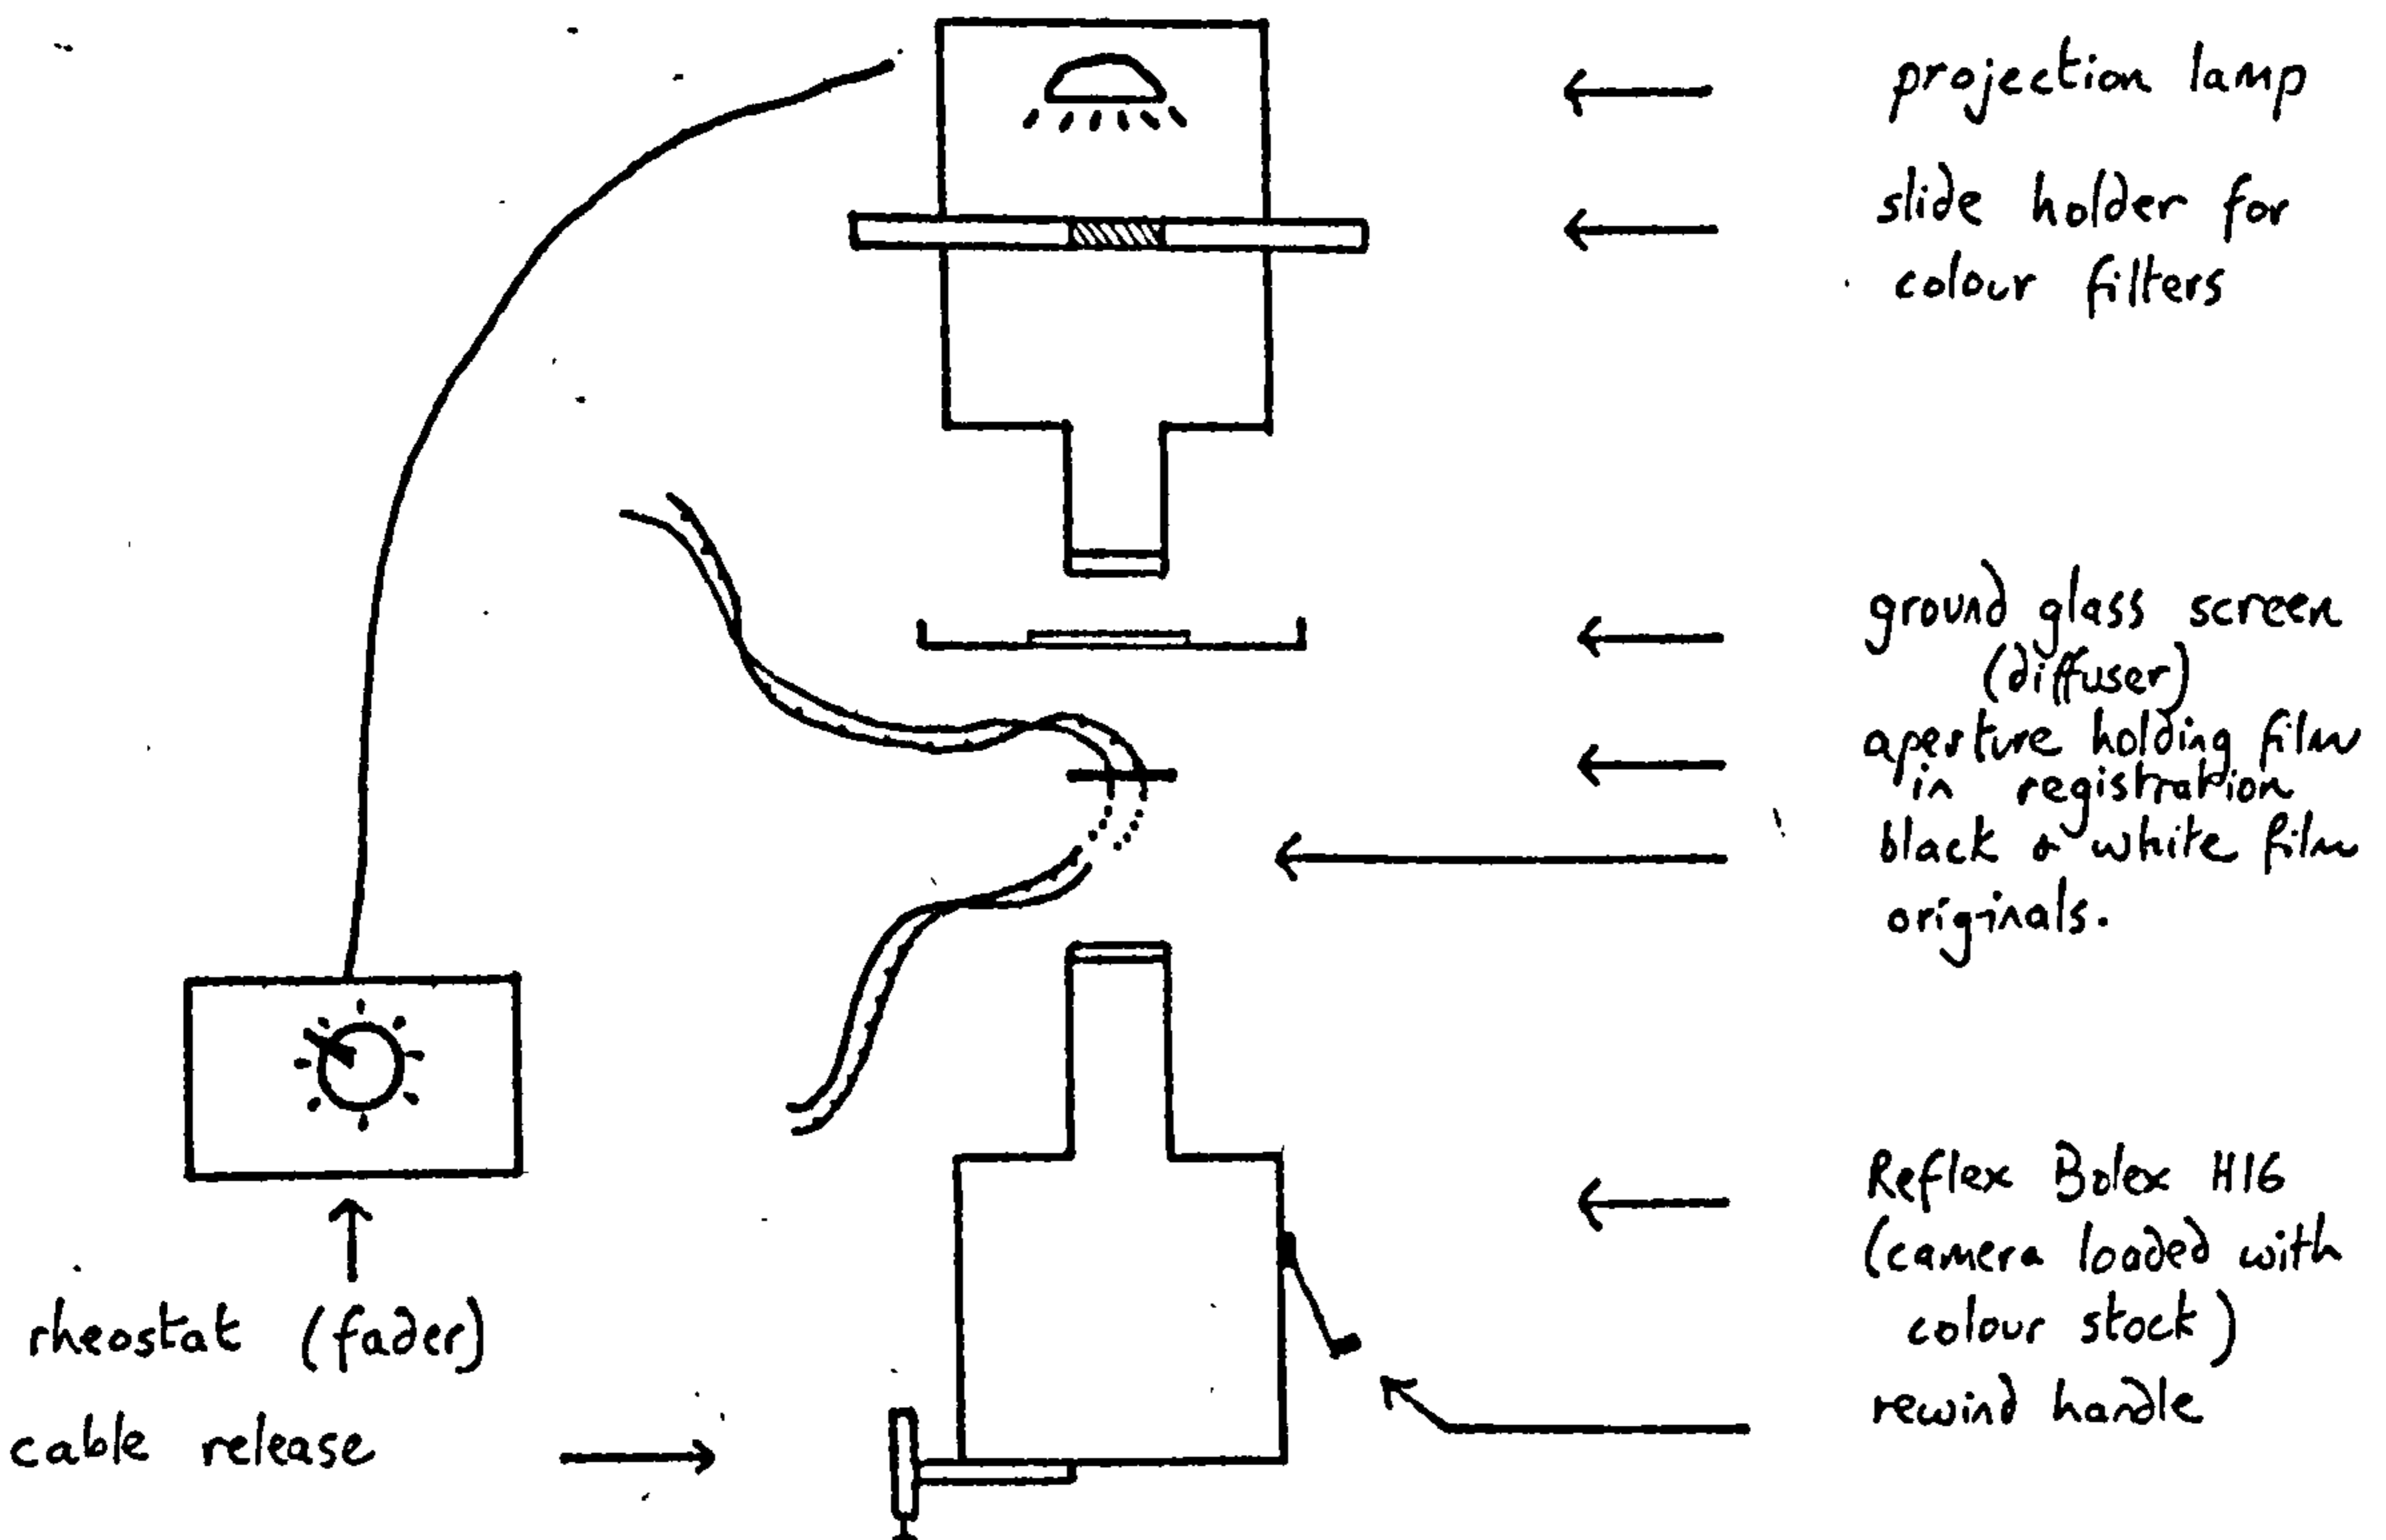 projection lamp
slide holder for
colour filters
ground glass screen
(diffuser)
aperture holding film
in registration
black & white film
originals.
Reflex Bolex H16
(camera loaded with
colour stock)
rewind handle
rheostat (fader)
cable release